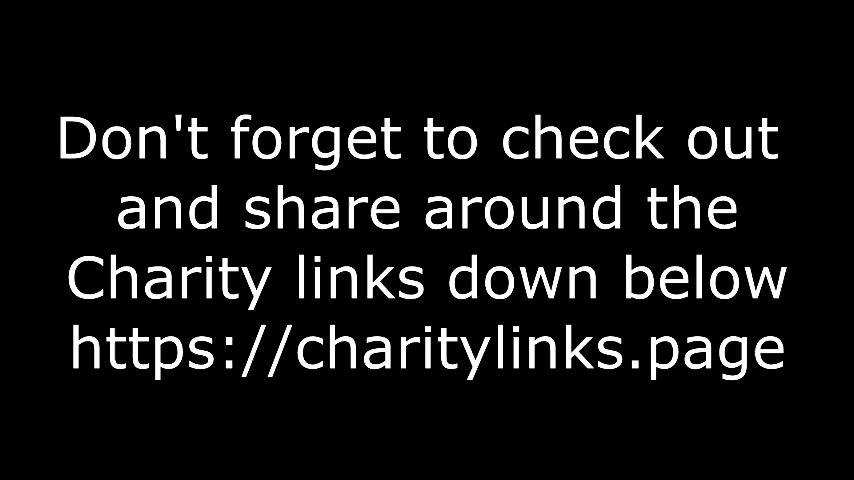 Don't forget to check out
and share around the
Charity links down below
https://charitylinks.page